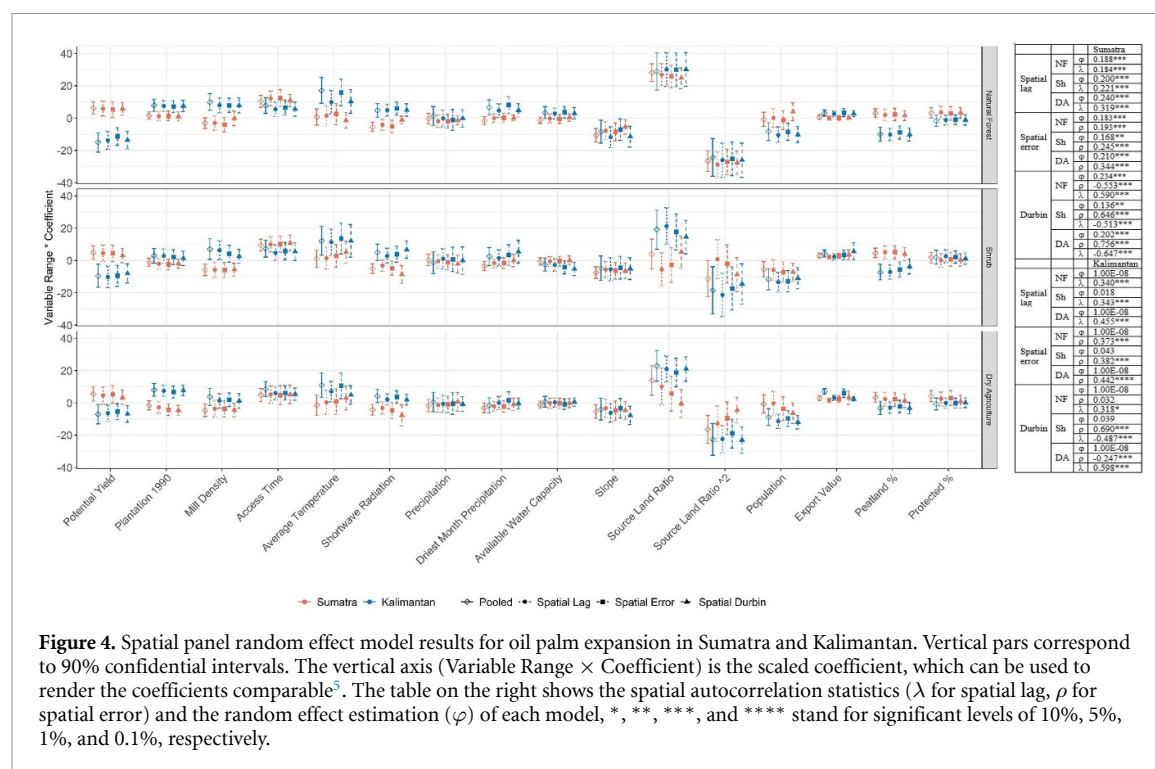 40
20
0
-20
-40
Natural Forest
40
20
0
-20
-40
Shrub
40
20
0
-20
-40
Dry Agriculture
Variable Range * Coefficient
Potential Yield
Plantation 1990
Mill Density
Access Time
Average Temperature
Shortwave Radiation
Precipitation
Driest Month Precipitation
Available Water Capacity
Slope
Source Land Ratio
Source Land Ratio ^2
Population
Export Value
Peatland %
Protected %
Sumatra Kalimantan Pooled Spatial Lag Spatial Error Spatial Durbin
Sumatra
Spatial lag NF φ 0.188***
λ 0.184***
Sh φ 0.200***
λ 0.221***
DA φ 0.240***
λ 0.319***
Spatial error NF φ 0.183***
ρ 0.193***
Sh φ 0.168**
ρ 0.245***
DA φ 0.210***
ρ 0.344***
Durbin NF φ 0.234***
ρ -0.553***
λ 0.590***
Sh φ 0.136**
ρ 0.646***
λ -0.513***
DA φ 0.202***
ρ 0.756***
λ -0.647***
Kalimantan
Spatial lag NF φ 1.00E-08
λ 0.340***
Sh φ 0.018
λ 0.343***
DA φ 1.00E-08
λ 0.455***
Spatial error NF φ 1.00E-08
ρ 0.373***
Sh φ 0.043
ρ 0.382***
DA φ 1.00E-08
ρ 0.442****
Durbin NF φ 1.00E-08
ρ 0.032
λ 0.318*
Sh φ 0.039
ρ 0.690***
λ -0.487***
DA φ 1.00E-08
ρ -0.247***
λ 0.598***
Figure 4. Spatial panel random effect model results for oil palm expansion in Sumatra and Kalimantan. Vertical pars correspond
to 90% confidential intervals. The vertical axis (Variable Range × Coefficient) is the scaled coefficient, which can be used to
render the coefficients comparable⁵. The table on the right shows the spatial autocorrelation statistics (λ for spatial lag, ρ for
spatial error) and the random effect estimation (φ) of each model, *, **, ***, and **** stand for significant levels of 10%, 5%,
1%, and 0.1%, respectively.